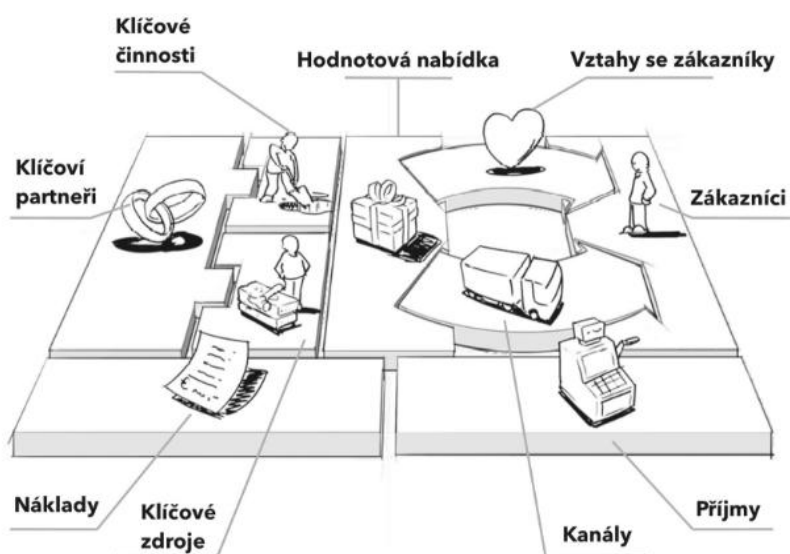 Klíčové
činnosti
Hodnotová nabídka
Vztahy se zákazníky
Klíčoví
partneři
Zákazníci
Náklady
Klíčové
zdroje
Kanály
Příjmy